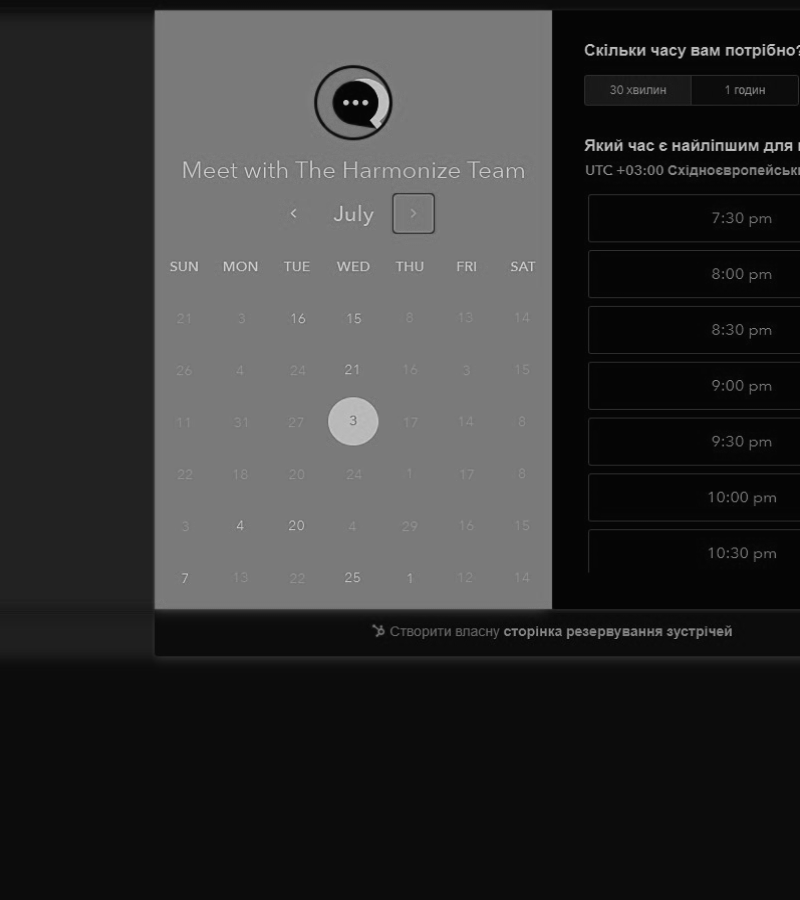 Meet with The Harmonize Team
July
SUN MON TUE WED THU FRI SAT
21 3 16 15 8 13 14
26 4 24 21 16 3 15
11 31 27 3 17 14 8
22 18 20 24 1 17 8
3 4 20 4 29 16 15
7 13 22 25 1 12 14
Скільки часу вам потрібно?
30 хвилин 1 годин
Який час є найліпшим для
UTC +03:00
7:30 pm
8:00 pm
8:30 pm
9:00 pm
9:30 pm
10:00 pm
10:30 pm
Створити власну сторінка резервування зустрічей